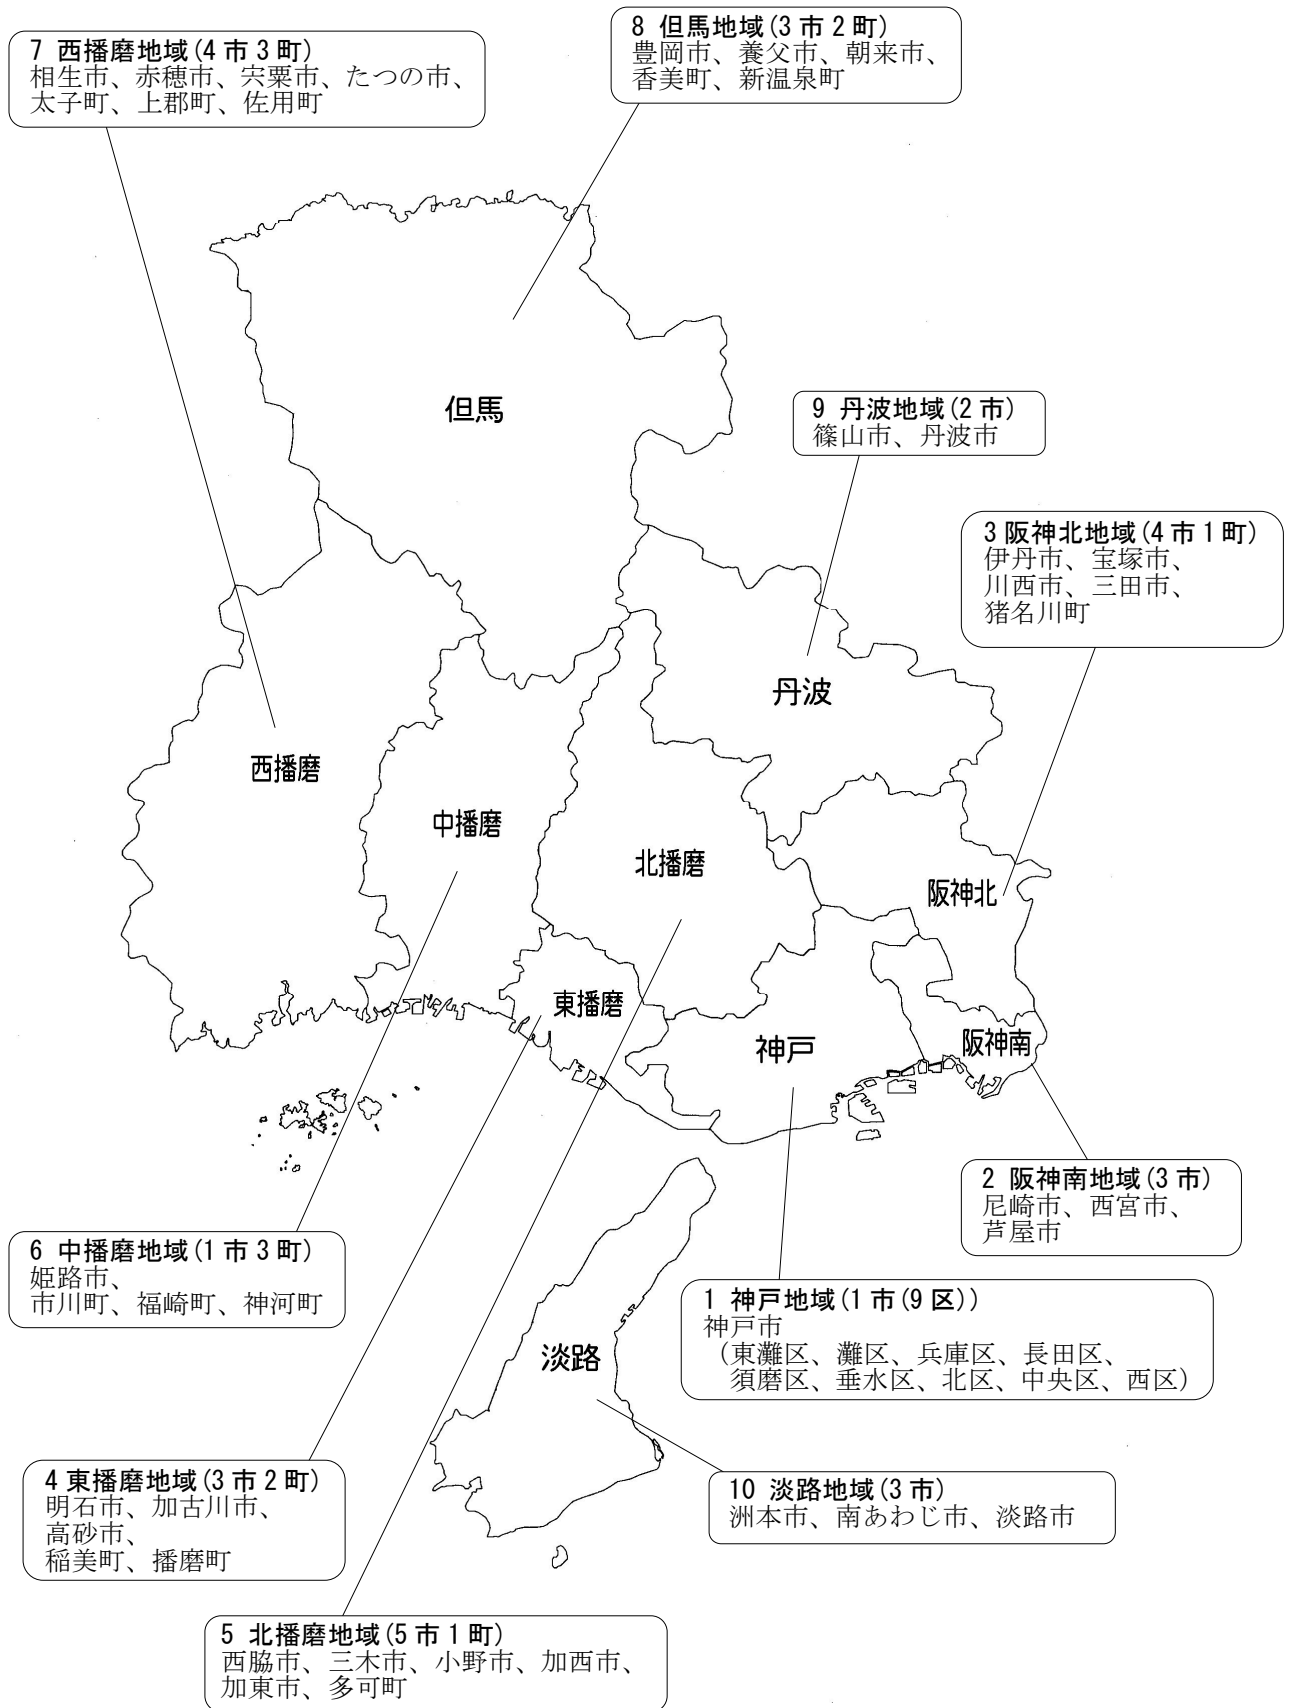 7 西播磨地域(4市3町)
相生市、赤穂市、宍粟市、たつの市、
太子町、上郡町、佐用町
8 但馬地域(3市2町)
豊岡市、養父市、朝来市、
香美町、新温泉町
9 丹波地域(2市)
篠山市、丹波市
3 阪神北地域(4市1町)
伊丹市、宝塚市、
川西市、三田市、
猪名川町
但馬
丹波
西播磨
中播磨
北播磨
阪神北
東播磨
神戸
阪神南
淡路
2 阪神南地域(3市)
尼崎市、西宮市、
芦屋市
6 中播磨地域(1市3町)
姫路市、
市川町、福崎町、神河町
1 神戸地域(1市(9区))
神戸市
(東灘区、灘区、兵庫区、長田区、
須磨区、垂水区、北区、中央区、西区)
4 東播磨地域(3市2町)
明石市、加古川市、
高砂市、
稲美町、播磨町
10 淡路地域(3市)
洲本市、南あわじ市、淡路市
5 北播磨地域(5市1町)
西脇市、三木市、小野市、加西市、
加東市、多可町